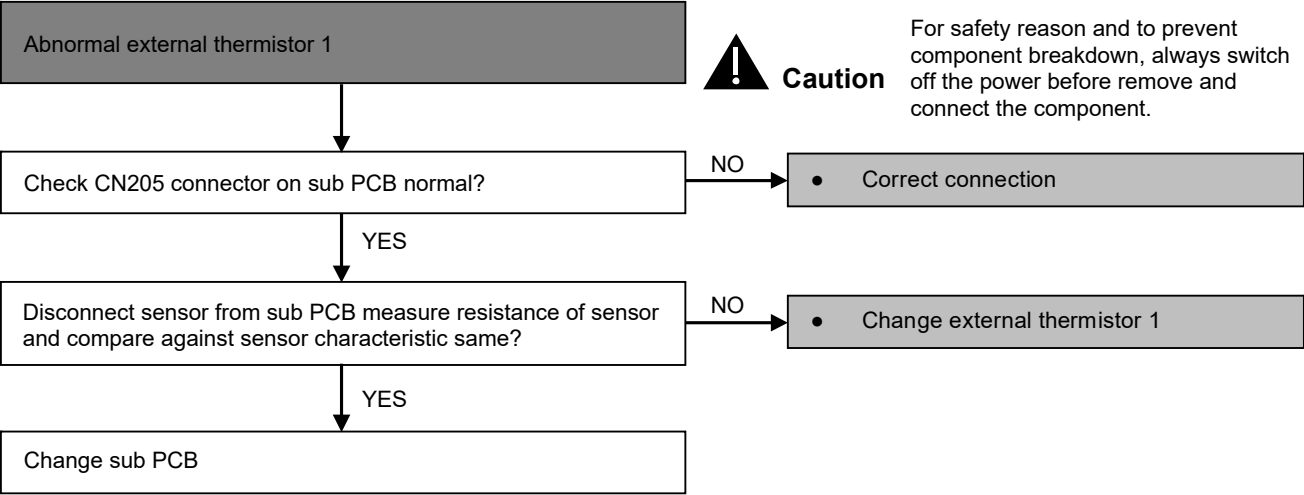 Abnormal external thermistor 1
Caution
For safety reason and to prevent
component breakdown, always switch
off the power before remove and
connect the component.
Check CN205 connector on sub PCB normal?
NO
● Correct connection
YES
Disconnect sensor from sub PCB measure resistance of sensor
and compare against sensor characteristic same?
NO
● Change external thermistor 1
YES
Change sub PCB